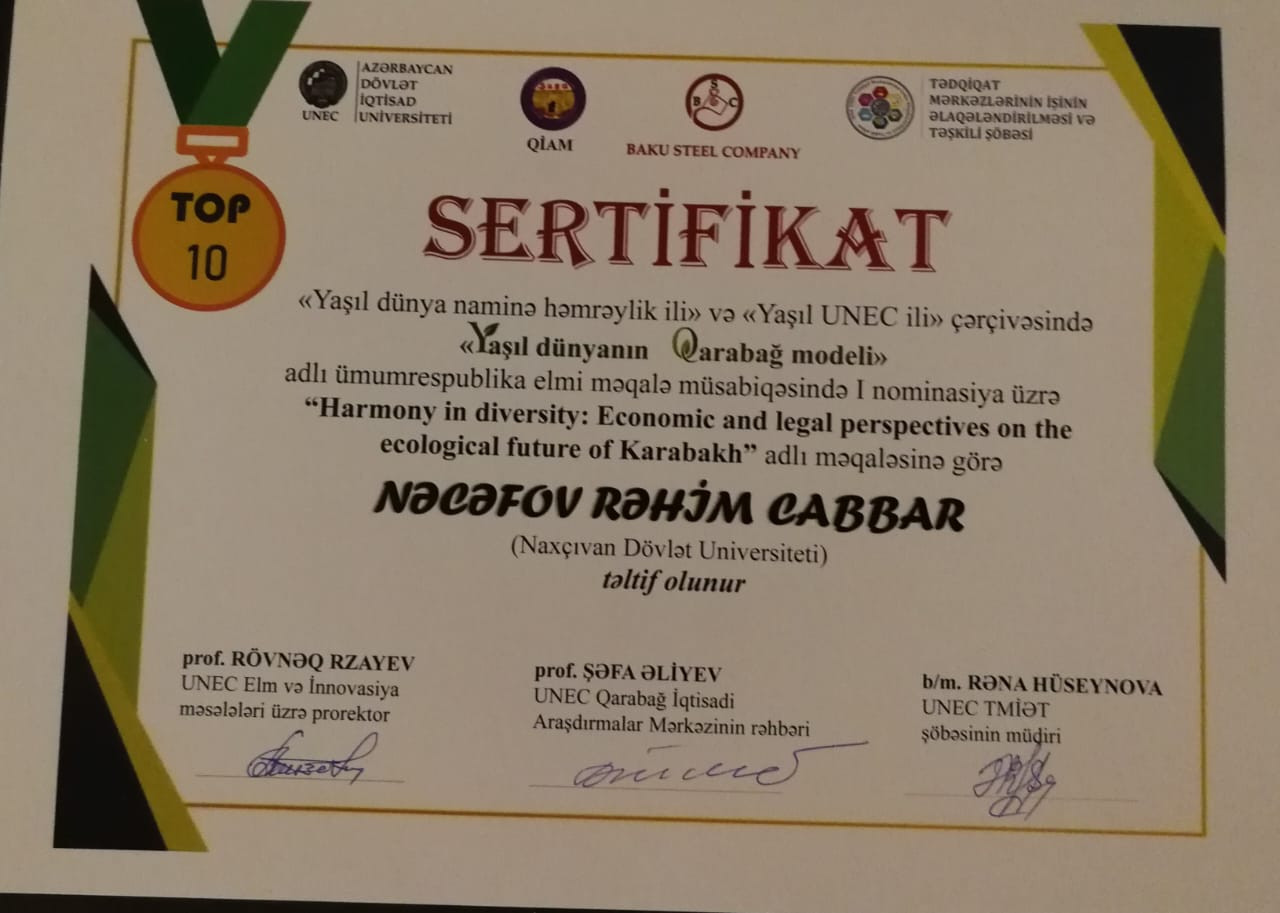 AZƏRBAYCAN
DÖVLƏT
İQTİSAD
UNİVERSİTETİ
UNEC
QİAM
B S C
BAKU STEEL COMPANY
TƏDQİQAT
MƏRKƏZLƏRİNİN İŞİNİN
ƏLAQƏLƏNDİRİLMƏSİ VƏ
TƏŞKİLİ ŞÖBƏSİ
TOP
10
SERTİFİKAT
«Yaşıl dünya naminə həmrəylik ili» və «Yaşıl UNEC ili» çərçivəsində
«Yaşıl dünyanın Qarabağ modeli»
adlı ümumrespublika elmi məqalə müsabiqəsində I nominasiya üzrə
“Harmony in diversity: Economic and legal perspectives on the
ecological future of Karabakh” adlı məqaləsinə görə
NƏCƏFOV RƏHİM CABBAR
(Naxçıvan Dövlət Universiteti)
təltif olunur
prof. RÖVNƏQ RZAYEV
UNEC Elm və İnnovasiya
məsələləri üzrə prorektor
prof. ŞƏFA ƏLİYEV
UNEC Qarabağ İqtisadi
Araşdırmalar Mərkəzinin rəhbəri
b/m. RƏNA HÜSEYNOVA
UNEC TMİƏT
şöbəsinin müdiri